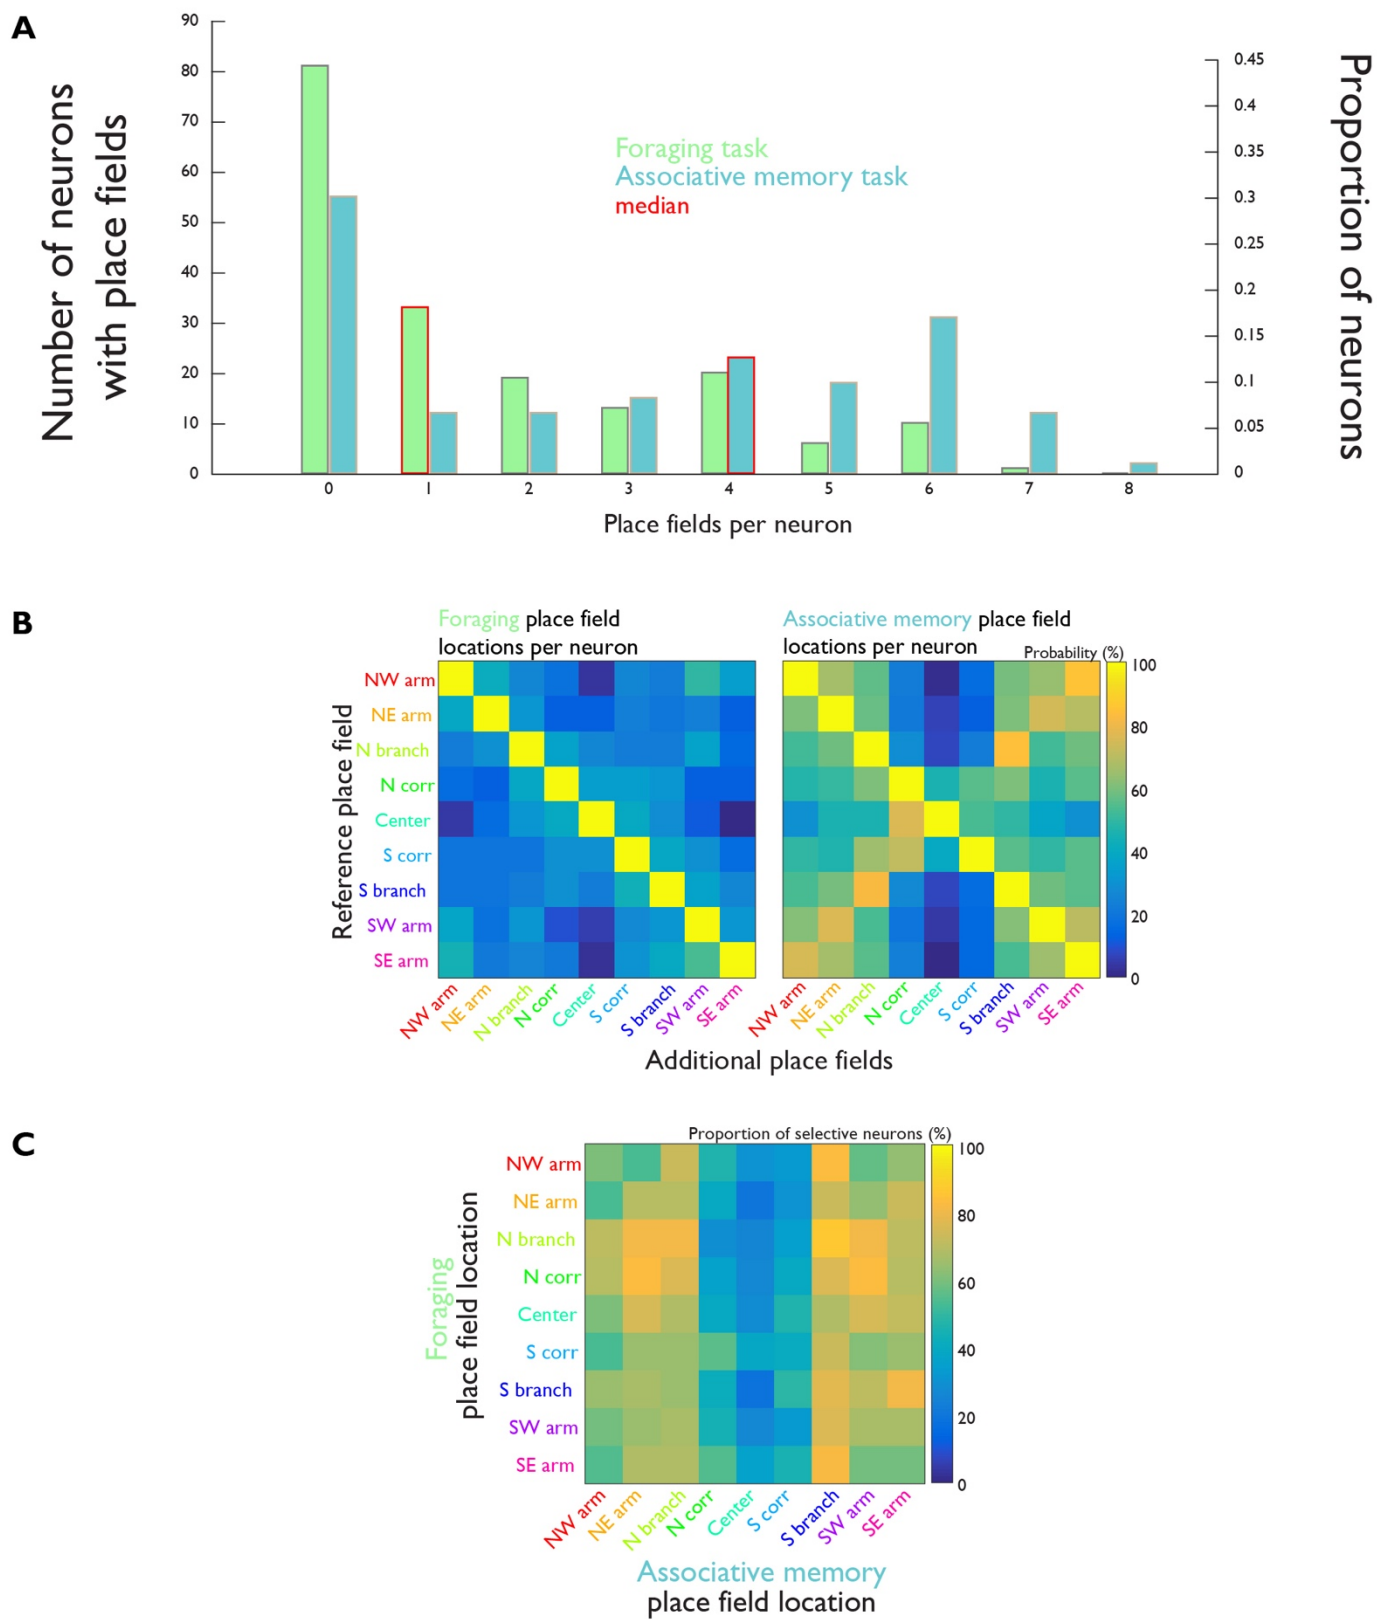 A
Number of neurons
with place fields
90
80
70
60
50
40
30
20
10
0
Foraging task
Associative memory task
median
0.45
0.4
0.35
0.3
0.25
0.2
0.15
0.1
0.05
0
Proportion of neurons
0 1 2 3 4 5 6 7 8
Place fields per neuron
B
Foraging place field
locations per neuron
Associative memory place field
locations per neuron
Probability (%)
Reference place field
NW arm
NE arm
N branch
N corr
Center
S corr
S branch
SW arm
SE arm
100
80
60
40
20
0
NW arm NE arm N branch N corr Center S corr S branch SW arm SE arm
NW arm NE arm N branch N corr Center S corr S branch SW arm SE arm
Additional place fields
C
Proportion of selective neurons (%)
Foraging
place field location
NW arm
NE arm
N branch
N corr
Center
S corr
S branch
SW arm
SE arm
100
80
60
40
20
0
NW arm NE arm N branch N corr Center S corr S branch SW arm SE arm
Associative memory
place field location